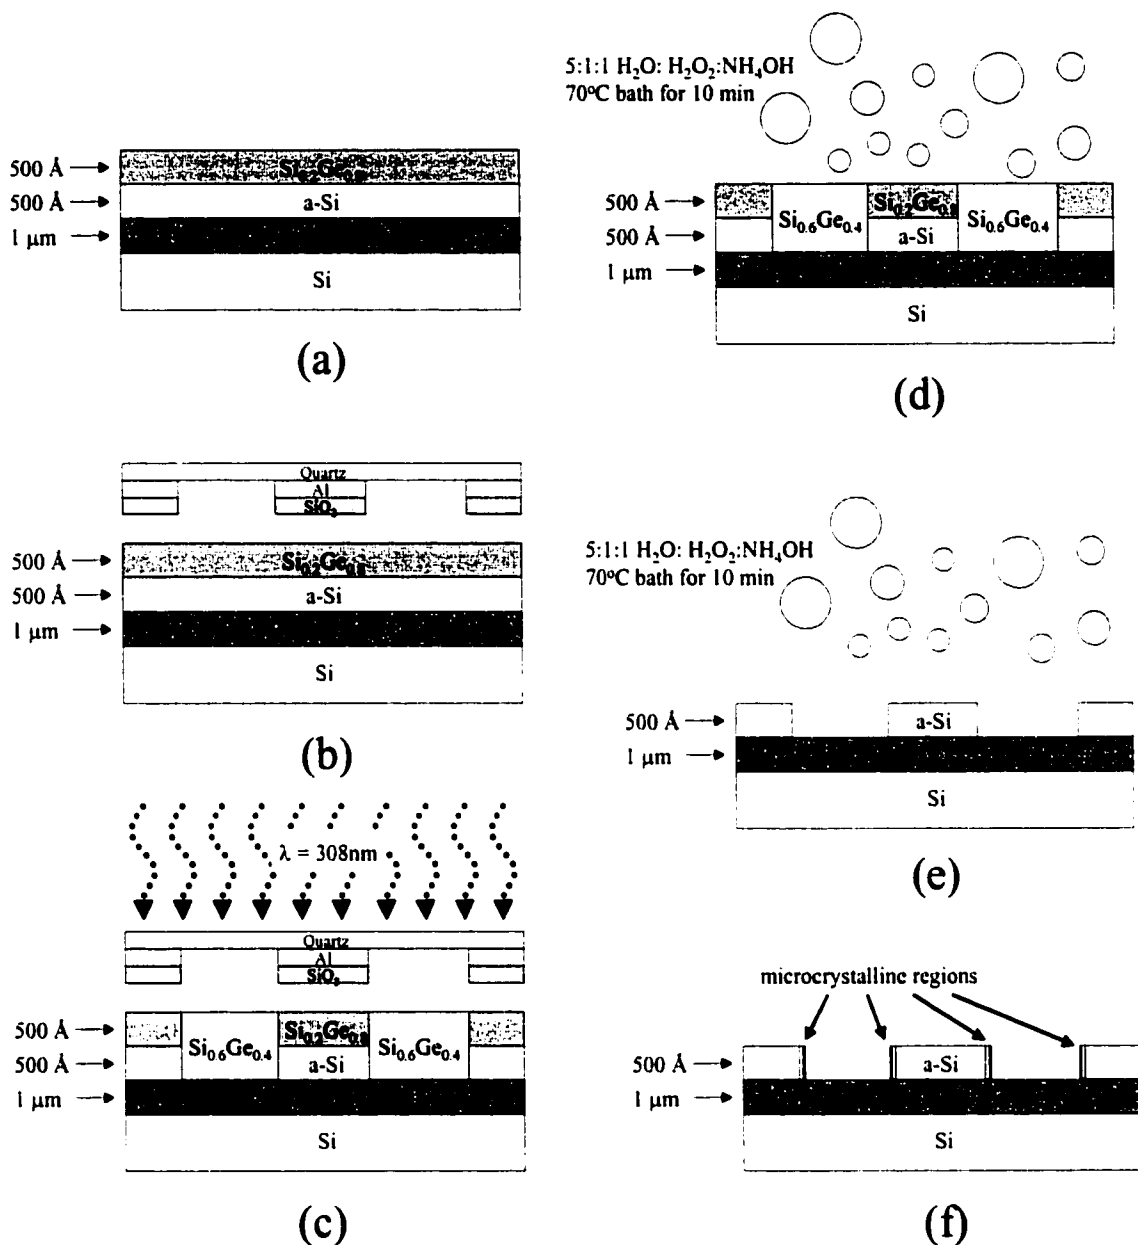 500 Å
Si₀.₂Ge₀.₈
500 Å
a-Si
1 μm
Si
(a)
Quartz
Al
SiO₂
500 Å
Si₀.₂Ge₀.₈
500 Å
a-Si
1 μm
Si
(b)
λ = 308nm
Quartz
Al
SiO₂
500 Å
Si₀.₆Ge₀.₄
Si₀.₂Ge₀.₈
Si₀.₆Ge₀.₄
500 Å
a-Si
1 μm
Si
(c)
5:1:1 H₂O: H₂O₂:NH₄OH
70ºC bath for 10 min
500 Å
Si₀.₆Ge₀.₄
Si₀.₂Ge₀.₈
Si₀.₆Ge₀.₄
500 Å
a-Si
1 μm
Si
(d)
5:1:1 H₂O: H₂O₂:NH₄OH
70ºC bath for 10 min
500 Å
a-Si
1 μm
Si
(e)
microcrystalline regions
500 Å
a-Si
1 μm
Si
(f)